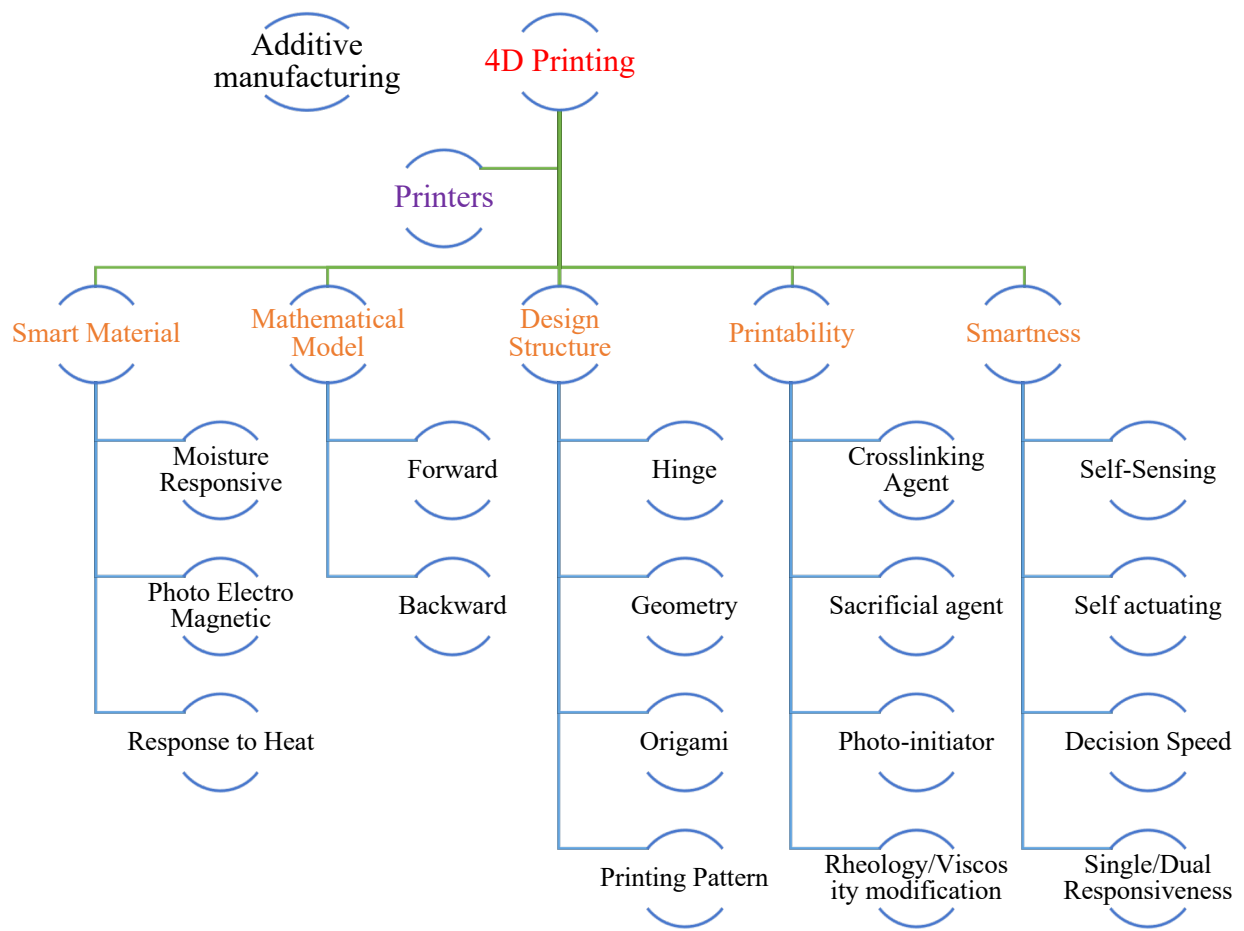 Additive
manufacturing
4D Printing
Printers
Smart Material
Mathematical
Model
Design
Structure
Printability
Smartness
Moisture
Responsive
Photo Electro
Magnetic
Response to Heat
Forward
Backward
Hinge
Geometry
Origami
Printing Pattern
Crosslinking
Agent
Sacrificial agent
Photo-initiator
Rheology/Viscos
ity modification
Self-Sensing
Self actuating
Decision Speed
Single/Dual
Responsiveness